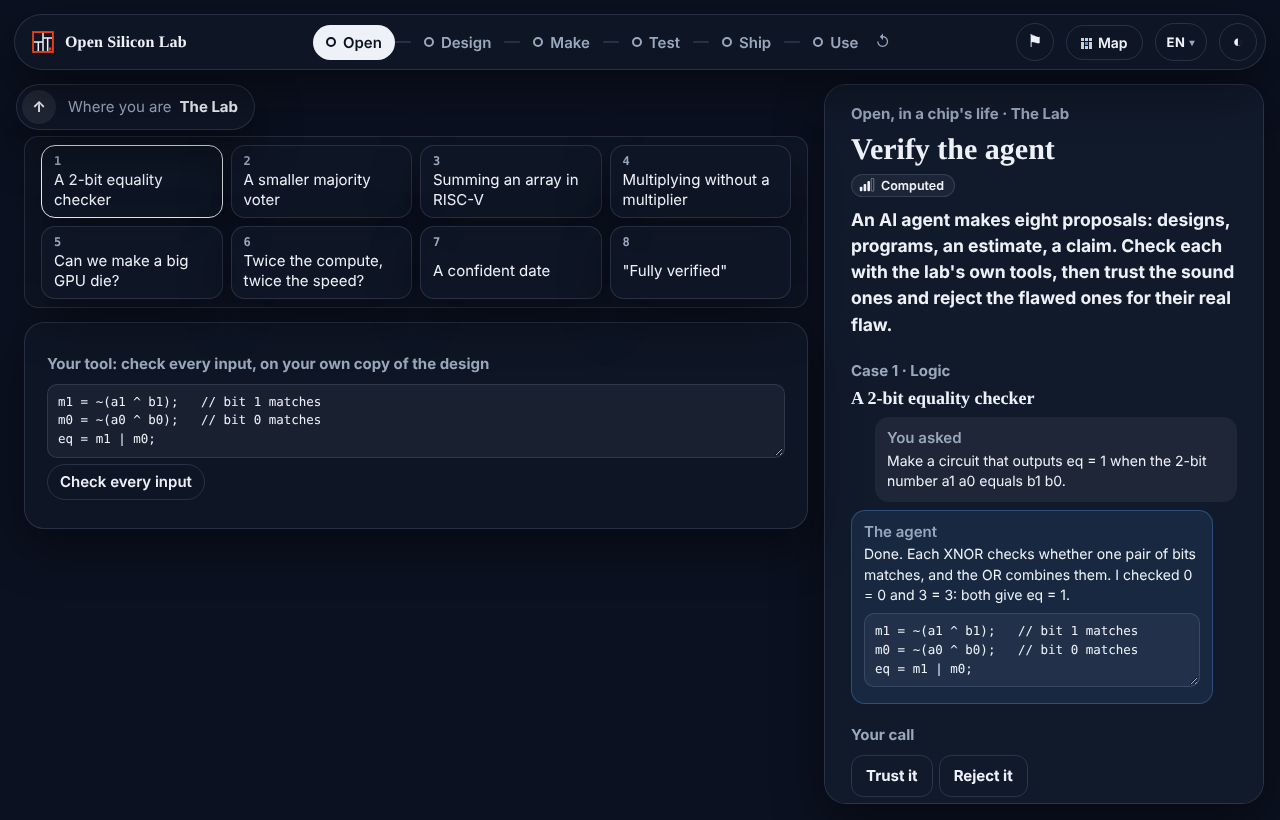 Open Silicon Lab
Open
Design
Make
Test
Ship
Use
Map
EN
Where you are The Lab
1
A 2-bit equality
checker
2
A smaller majority
voter
3
Summing an array in
RISC-V
4
Multiplying without a
multiplier
5
Can we make a big
GPU die?
6
Twice the compute,
twice the speed?
7
A confident date
8
"Fully verified"
Your tool: check every input, on your own copy of the design
m1 = ~(a1 ^ b1);   // bit 1 matches
m0 = ~(a0 ^ b0);   // bit 0 matches
eq = m1 | m0;
Check every input
Open, in a chip's life · The Lab
Verify the agent
Computed
An AI agent makes eight proposals: designs,
programs, an estimate, a claim. Check each
with the lab's own tools, then trust the sound
ones and reject the flawed ones for their real
flaw.
Case 1 · Logic
A 2-bit equality checker
You asked
Make a circuit that outputs eq = 1 when the 2-bit
number a1 a0 equals b1 b0.
The agent
Done. Each XNOR checks whether one pair of bits
matches, and the OR combines them. I checked 0
= 0 and 3 = 3: both give eq = 1.
m1 = ~(a1 ^ b1);   // bit 1 matches
m0 = ~(a0 ^ b0);   // bit 0 matches
eq = m1 | m0;
Your call
Trust it
Reject it